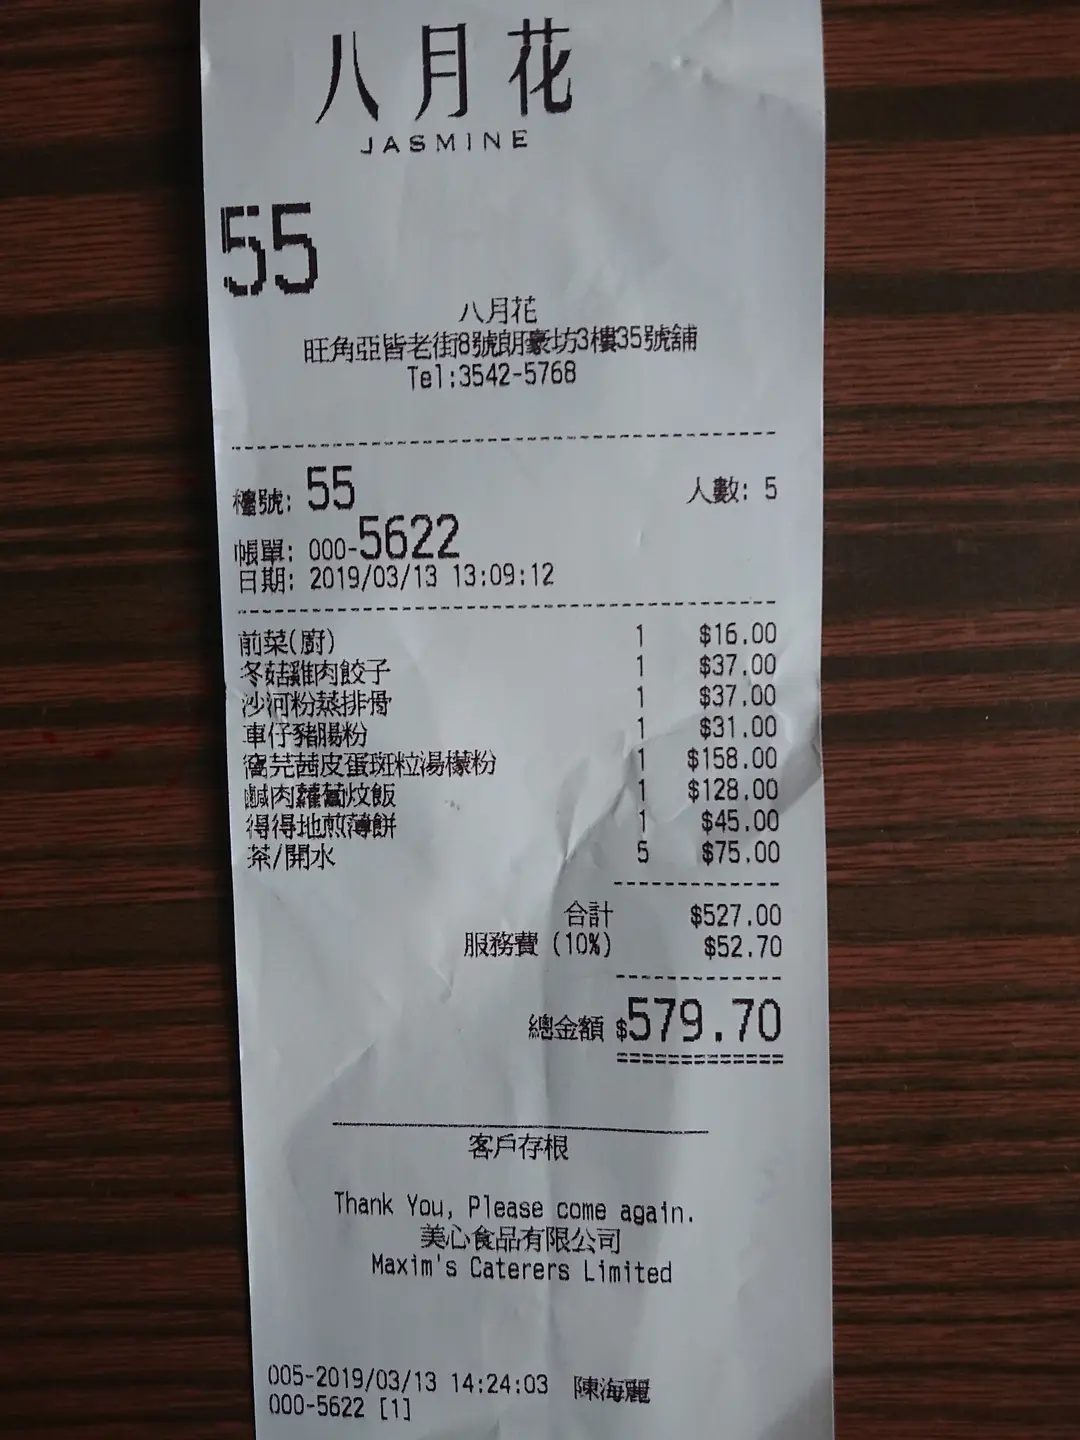 八月花
JASMINE
55
八月花
旺角亞皆老街8號朗豪坊3樓35號舖
Tel:3542-5768
檯號: 55 人數: 5
帳單: 000-5622
日期: 2019/03/13 13:09:12
前菜(廚) 1 $16.00
冬菇雞肉餃子 1 $37.00
沙河粉蒸排骨 1 $37.00
車仔豬腸粉 1 $31.00
窩芫茜皮蛋斑粒湯檬粉 1 $158.00
鹹肉蘿蔔炆飯 1 $128.00
得得地煎薄餅 1 $45.00
茶/開水 5 $75.00
合計 $527.00
服務費 (10%) $52.70
總金額 $579.70
客戶存根
Thank You, Please come again.
美心食品有限公司
Maxim's Caterers Limited
005-2019/03/13 14:24:03 陳海麗
000-5622 [1]